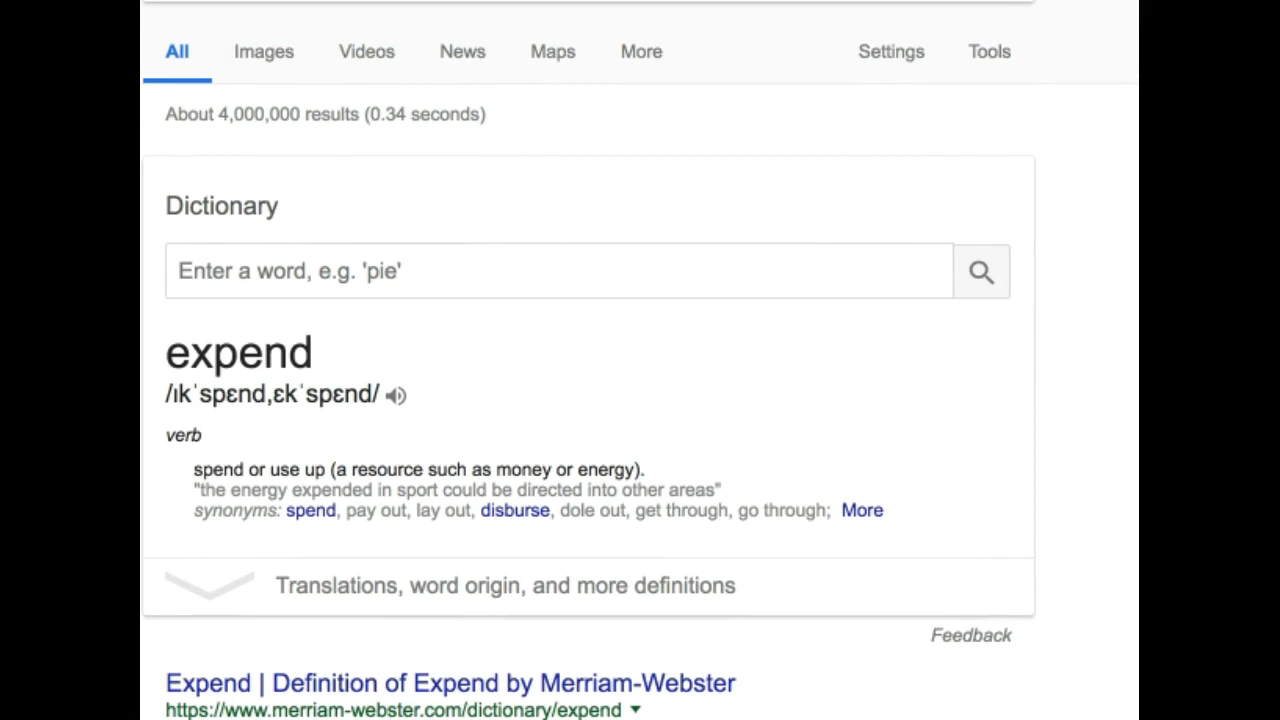 All Images Videos News Maps More Settings Tools
About 4,000,000 results (0.34 seconds)
Dictionary
Enter a word, e.g. 'pie'
expend
/ɪkˈspɛnd,ɛkˈspɛnd/
verb
spend or use up (a resource such as money or energy).
"the energy expended in sport could be directed into other areas"
synonyms: spend, pay out, lay out, disburse, dole out, get through, go through; More
Translations, word origin, and more definitions
Feedback
Expend | Definition of Expend by Merriam-Webster
https://www.merriam-webster.com/dictionary/expend